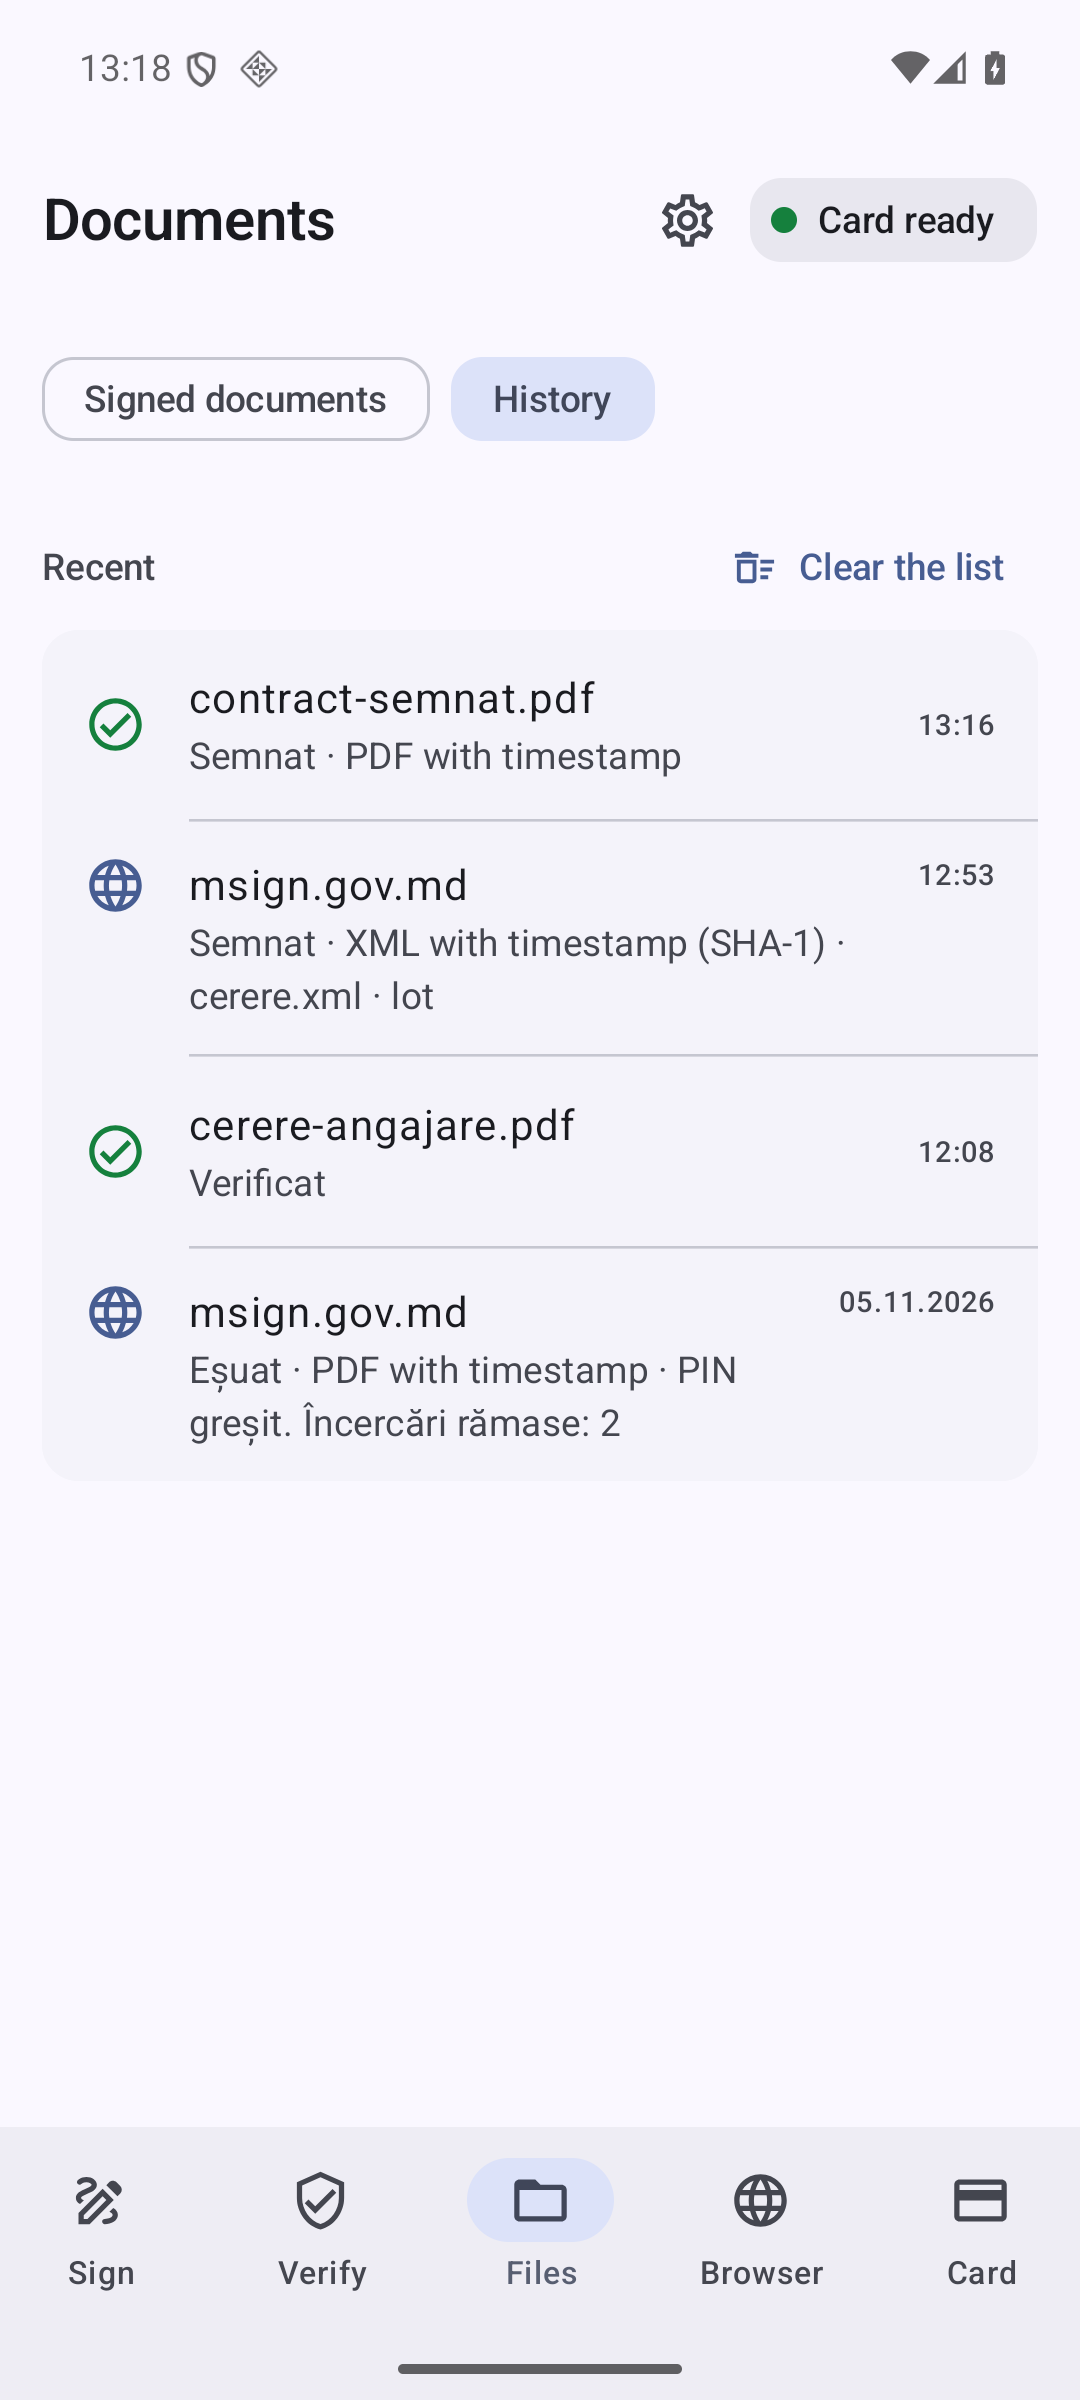 13:18
Documents
Card ready
Signed documents
History
Recent
Clear the list
contract-semnat.pdf
Semnat · PDF with timestamp
13:16
msign.gov.md
12:53
Semnat · XML with timestamp (SHA-1) ·
cerere.xml · lot
cerere-angajare.pdf
Verificat
12:08
msign.gov.md
05.11.2026
Eșuat · PDF with timestamp · PIN
greșit. Încercări rămase: 2
Sign
Verify
Files
Browser
Card